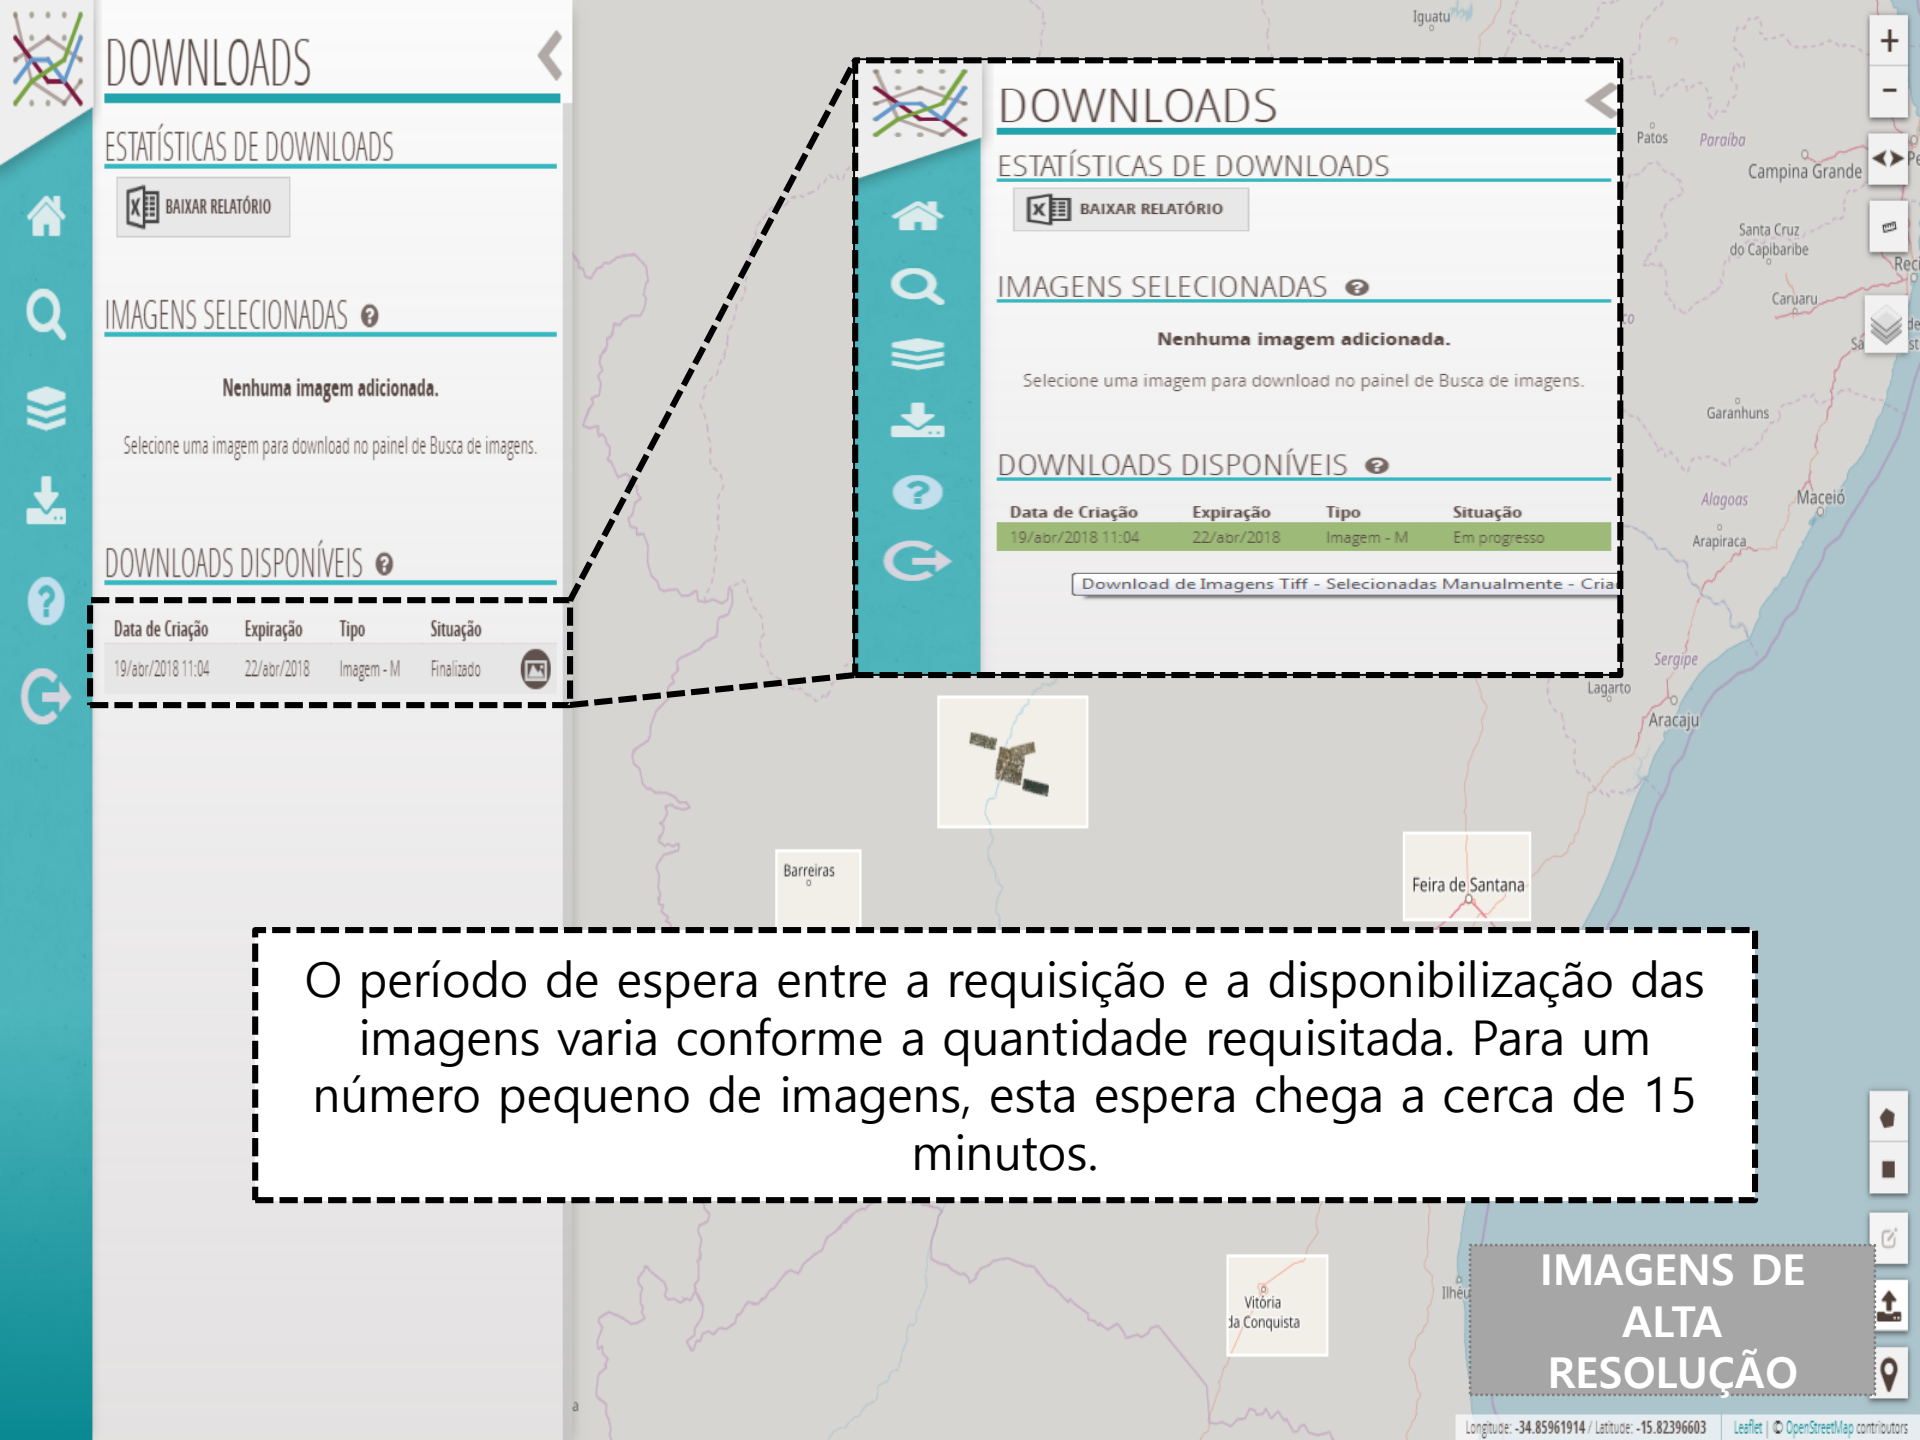 DOWNLOADS
ESTATÍSTICAS DE DOWNLOADS
BAIXAR RELATÓRIO
IMAGENS SELECIONADAS
Nenhuma imagem adicionada.
Selecione uma imagem para download no painel de Busca de imagens.
DOWNLOADS DISPONÍVEIS
Data de Criação Expiração Tipo Situação
19/abr/2018 11:04 22/abr/2018 Imagem - M Finalizado
DOWNLOADS
ESTATÍSTICAS DE DOWNLOADS
BAIXAR RELATÓRIO
IMAGENS SELECIONADAS
Nenhuma imagem adicionada.
Selecione uma imagem para download no painel de Busca de imagens.
DOWNLOADS DISPONÍVEIS
Data de Criação Expiração Tipo Situação
19/abr/2018 11:04 22/abr/2018 Imagem - M Em progresso
Download de Imagens Tiff - Selecionadas Manualmente - Cria
Iguatu
Patos
Paraíba
Campina Grande
Santa Cruz
do Capibaribe
Reci
Caruaru
Garanhuns
Alagoas
Maceió
Arapiraca
Sergipe
Lagarto
Aracaju
Barreiras
Feira de Santana
O período de espera entre a requisição e a disponibilização das
imagens varia conforme a quantidade requisitada. Para um
número pequeno de imagens, esta espera chega a cerca de 15
minutos.
Vitória
da Conquista
Ilhéu
IMAGENS DE
ALTA
RESOLUÇÃO
Longitude: -34.85961914 / Latitude: -15.82396603 Leaflet | © OpenStreetMap contributors